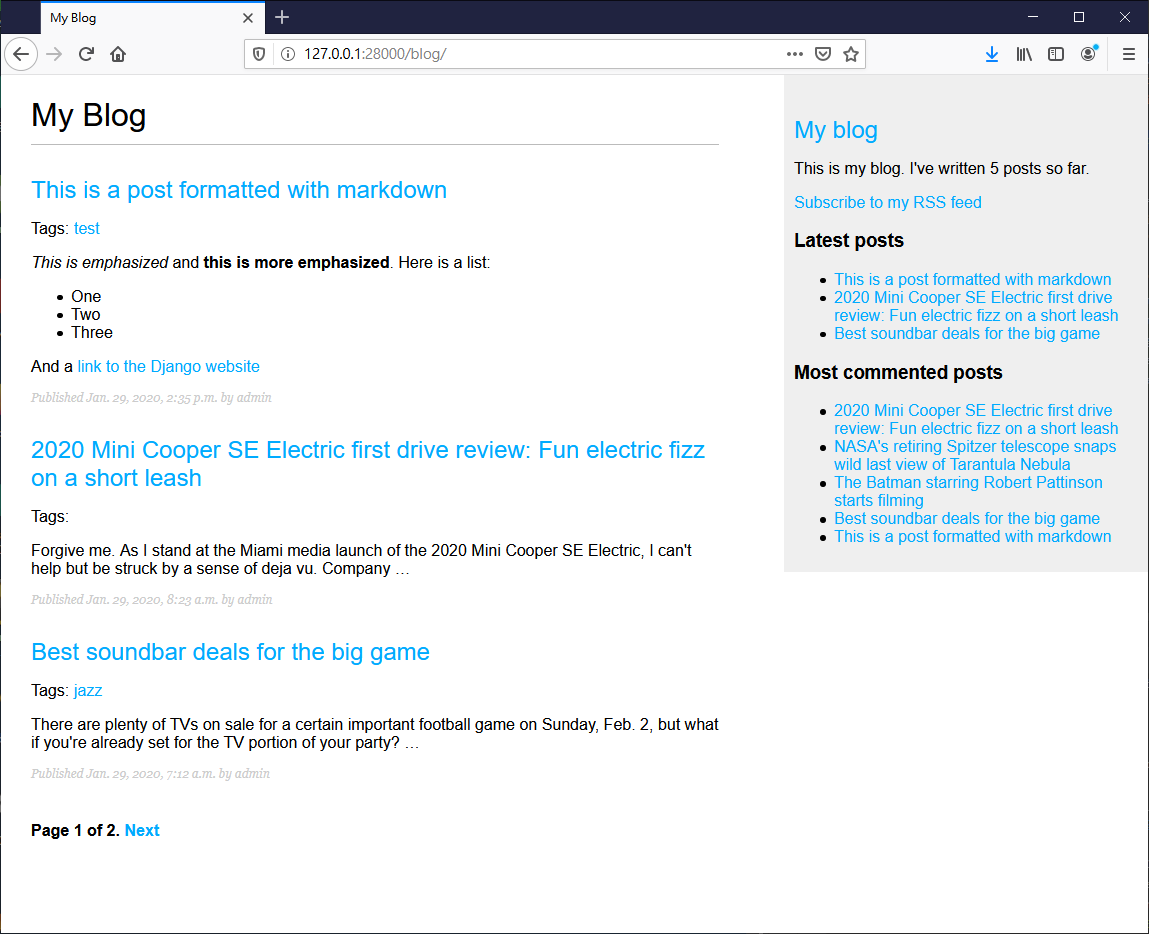 My Blog
127.0.0.1:28000/blog/
My Blog
This is a post formatted with markdown
Tags: test
This is emphasized and this is more emphasized. Here is a list:
One
Two
Three
And a link to the Django website
Published Jan. 29, 2020, 2:35 p.m. by admin
2020 Mini Cooper SE Electric first drive review: Fun electric fizz
on a short leash
Tags:
Forgive me. As I stand at the Miami media launch of the 2020 Mini Cooper SE Electric, I can't
help but be struck by a sense of deja vu. Company …
Published Jan. 29, 2020, 8:23 a.m. by admin
Best soundbar deals for the big game
Tags: jazz
There are plenty of TVs on sale for a certain important football game on Sunday, Feb. 2, but what
if you're already set for the TV portion of your party? …
Published Jan. 29, 2020, 7:12 a.m. by admin
Page 1 of 2. Next
My blog
This is my blog. I've written 5 posts so far.
Subscribe to my RSS feed
Latest posts
This is a post formatted with markdown
2020 Mini Cooper SE Electric first drive
review: Fun electric fizz on a short leash
Best soundbar deals for the big game
Most commented posts
2020 Mini Cooper SE Electric first drive
review: Fun electric fizz on a short leash
NASA's retiring Spitzer telescope snaps
wild last view of Tarantula Nebula
The Batman starring Robert Pattinson
starts filming
Best soundbar deals for the big game
This is a post formatted with markdown